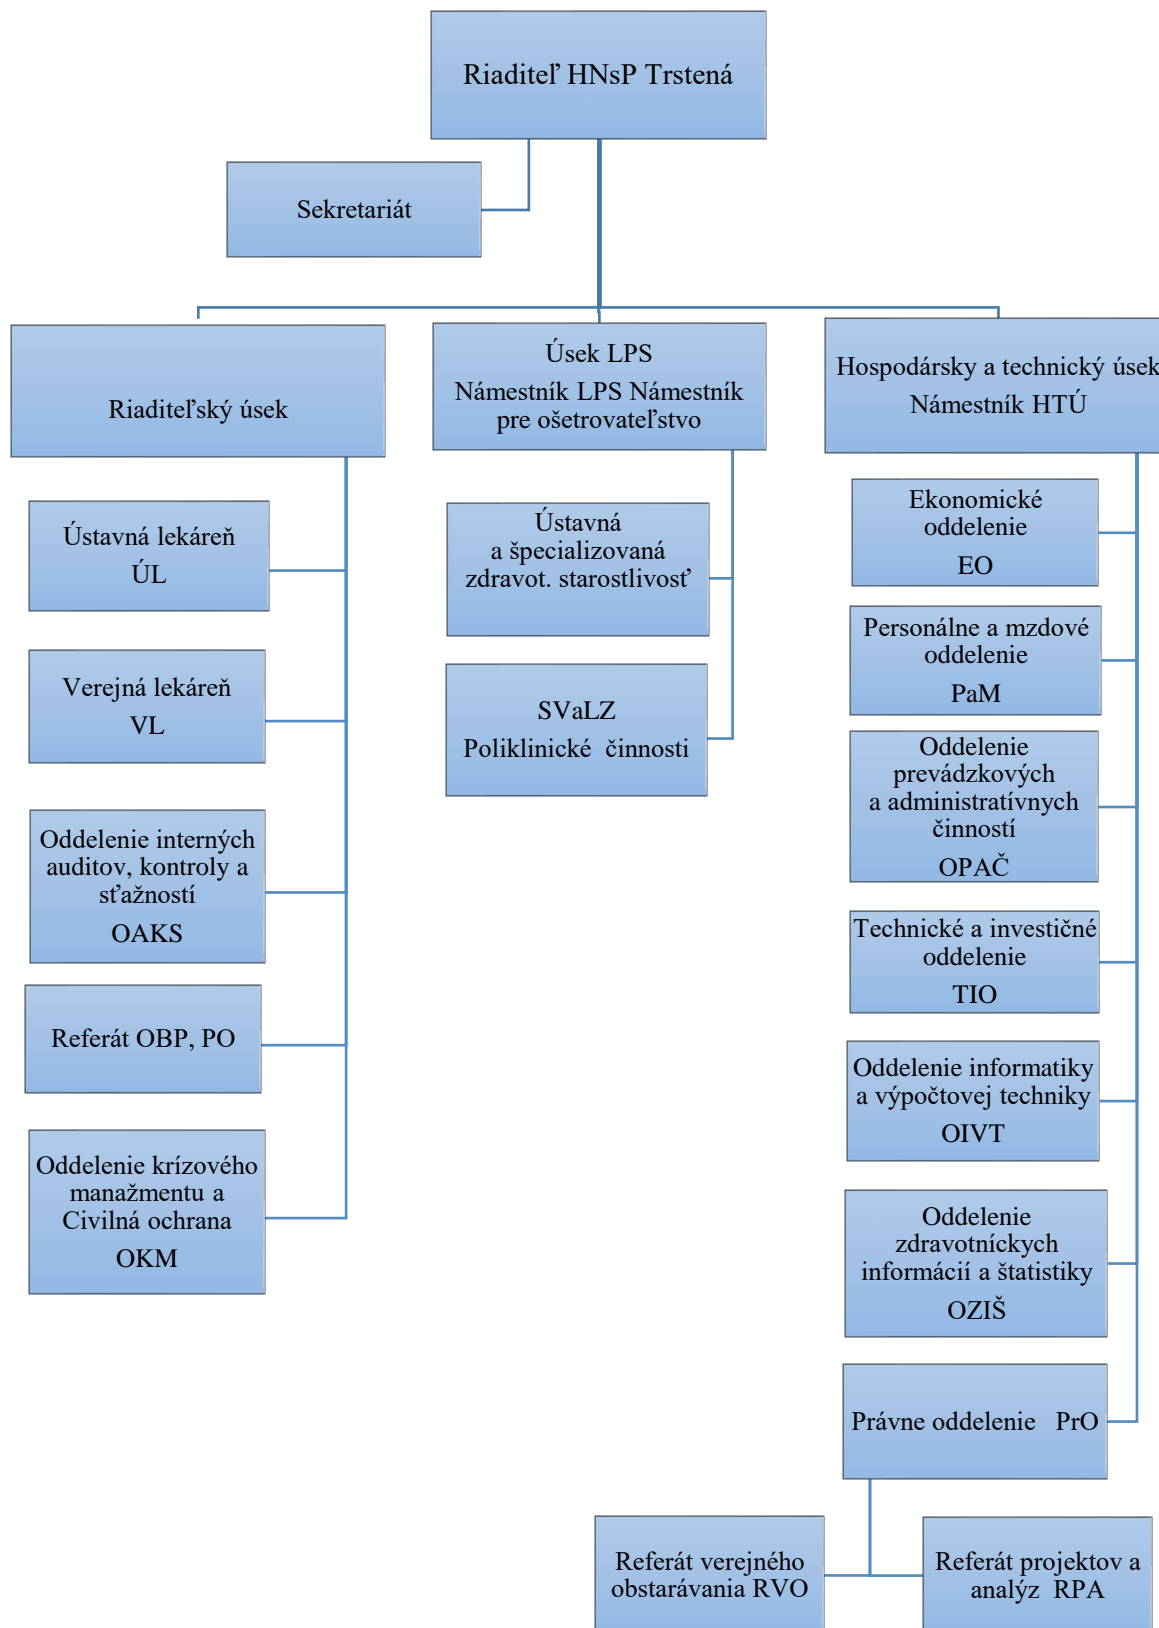 Riaditeľ HNsP Trstená
Sekretariát
Riaditeľský úsek
Úsek LPS
Námestník LPS Námestník
pre ošetrovateľstvo
Hospodársky a technický úsek
Námestník HTÚ
Ústavná lekáreň
ÚL
Verejná lekáreň
VL
Oddelenie interných
auditov, kontroly a
sťažností
OAKS
Referát OBP, PO
Oddelenie krízového
manažmentu a
Civilná ochrana
OKM
Ústavná
a špecializovaná
zdravot. starostlivosť
SVaLZ
Poliklinické  činnosti
Ekonomické
oddelenie
EO
Personálne a mzdové
oddelenie
PaM
Oddelenie
prevádzkových
a administratívnych
činností
OPAČ
Technické a investičné
oddelenie
TIO
Oddelenie informatiky
a výpočtovej techniky
OIVT
Oddelenie
zdravotníckych
informácií a štatistiky
OZIŠ
Právne oddelenie   PrO
Referát verejného
obstarávania RVO
Referát projektov a
analýz  RPA